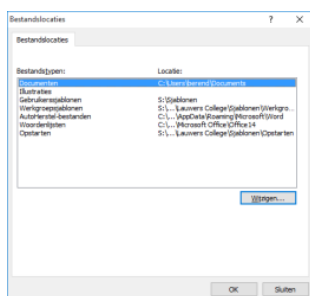 Bestandslocaties ? ×
Bestandslocaties
Bestandstypen: Locatie:
Documenten C:\Users\berend\Documents
Illustraties
Gebruikerssjablonen S:\Sjablonen
Werkgroepsjablonen S:\...\Lauwers College\Sjablonen\Werkgro...
AutoHerstel-bestanden C:\...\AppData\Roaming\Microsoft\Word
Woordenlijsten C:\...\Microsoft Office\Office14
Opstarten S:\...\Lauwers College\Sjablonen\Opstarten
Wijzigen...
OK Sluiten